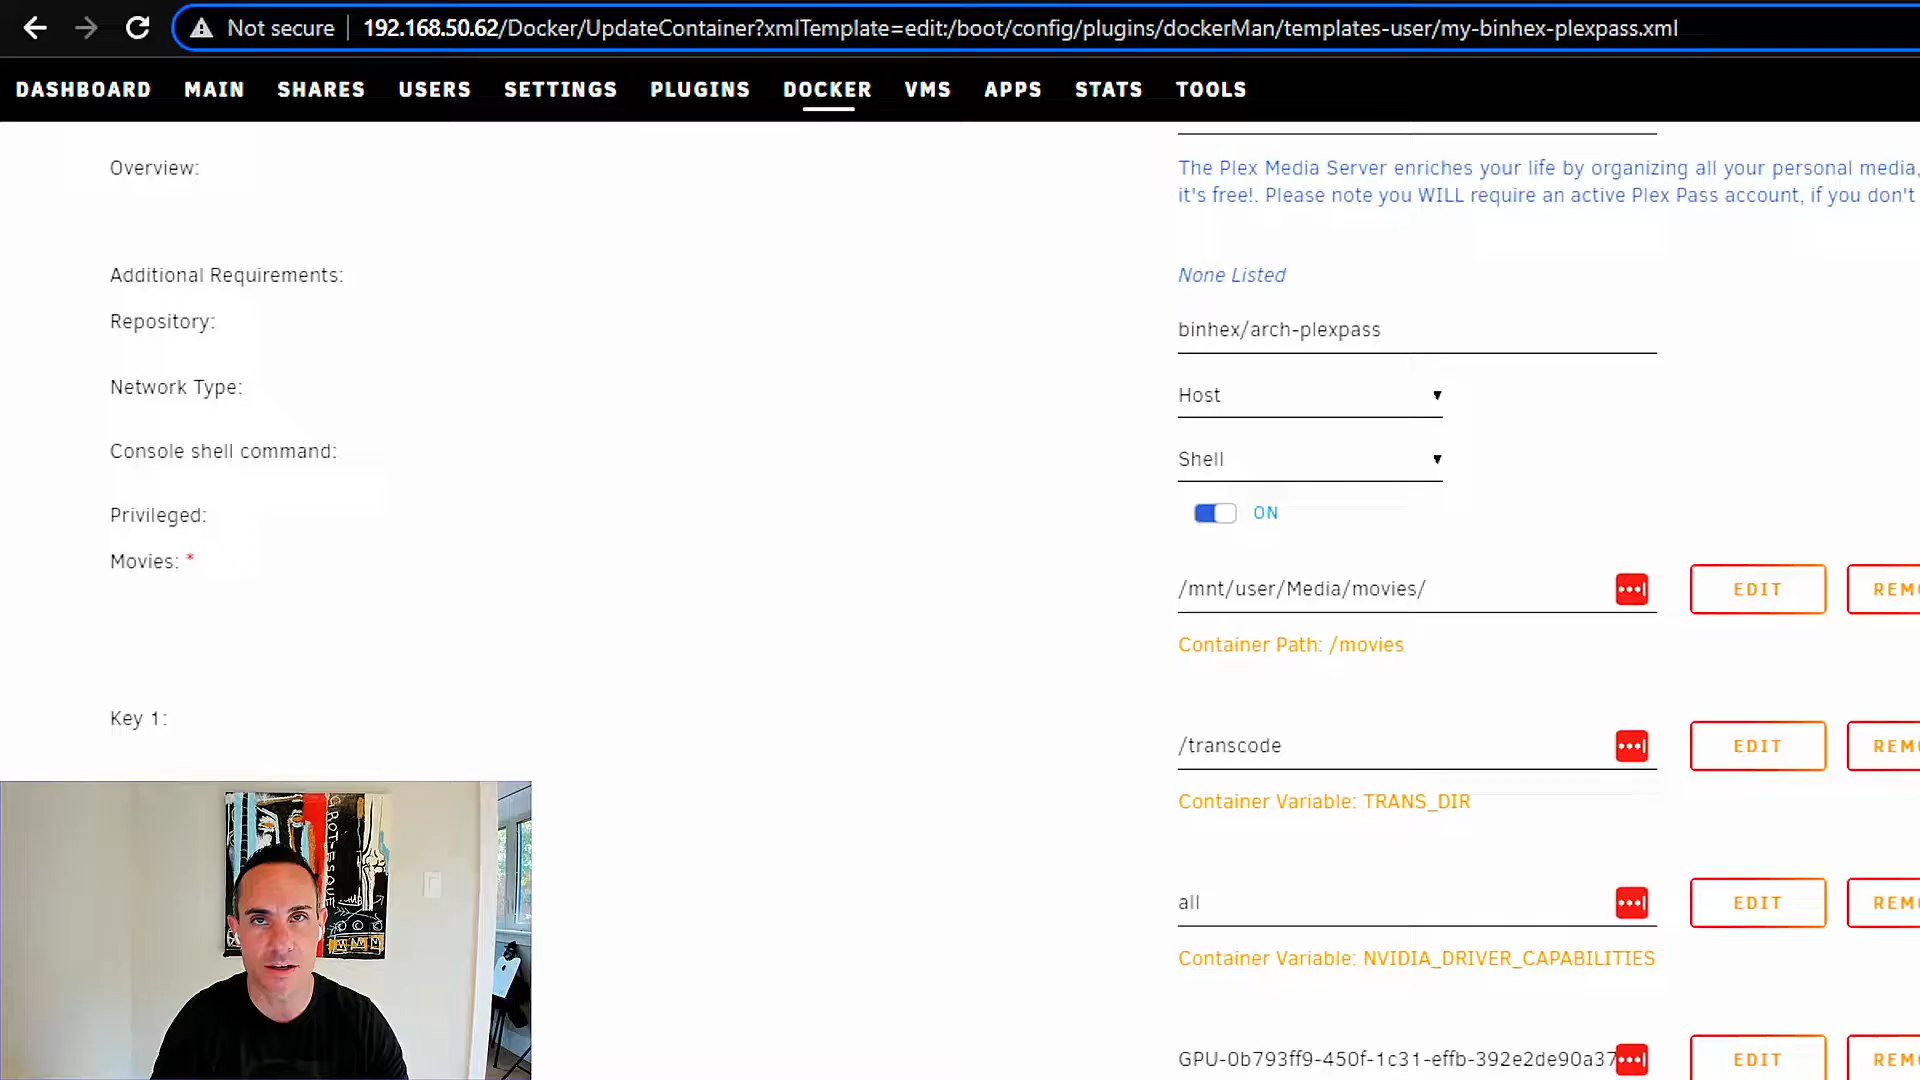 Not secure 192.168.50.62/Docker/UpdateContainer?xmlTemplate=edit:/boot/config/plugins/dockerMan/templates-user/my-binhex-plexpass.xml
DASHBOARD MAIN SHARES USERS SETTINGS PLUGINS DOCKER VMS APPS STATS TOOLS
Overview:
The Plex Media Server enriches your life by organizing all your personal media,
it's free!. Please note you WILL require an active Plex Pass account, if you don't
Additional Requirements:
None Listed
Repository:
binhex/arch-plexpass
Network Type:
Host
Console shell command:
Shell
Privileged:
ON
Movies: *
/mnt/user/Media/movies/
EDIT
REMO
Container Path: /movies
Key 1:
/transcode
EDIT
REMO
Container Variable: TRANS_DIR
all
EDIT
REMO
Container Variable: NVIDIA_DRIVER_CAPABILITIES
GPU-0b793ff9-450f-1c31-effb-392e2de90a37
EDIT
REMO
GROTESQUE